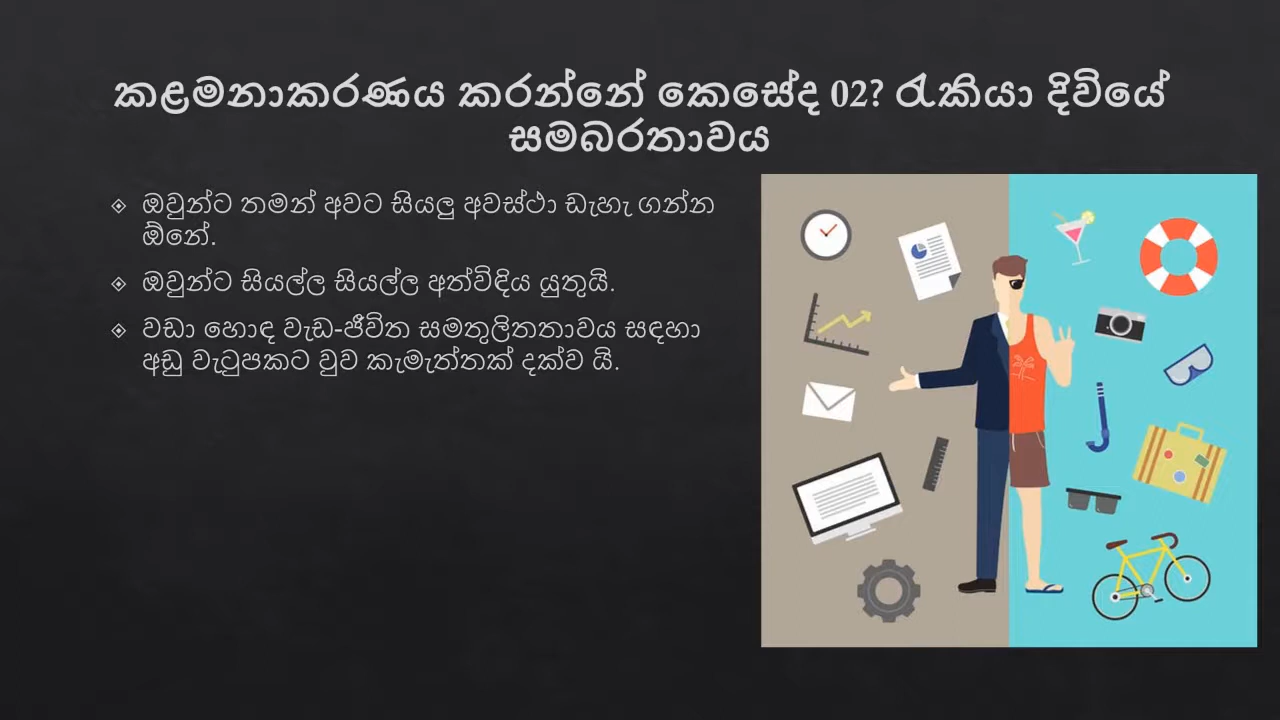 කළමනාකරණය කරන්නේ කෙසේද 02? රැකියා දිවියේ
සමබරතාවය
ඔවුන්ට තමන් අවට සියලු අවස්ථා ඩැහැ ගන්න
ඕනේ.
ඔවුන්ට සියල්ල සියල්ල අත්විඳිය යුතුයි.
වඩා හොඳ වැඩ-ජීවිත සමතුලිතතාවය සඳහා
අඩු වැටුපකට වුව කැමැත්තක් දක්ව යි.